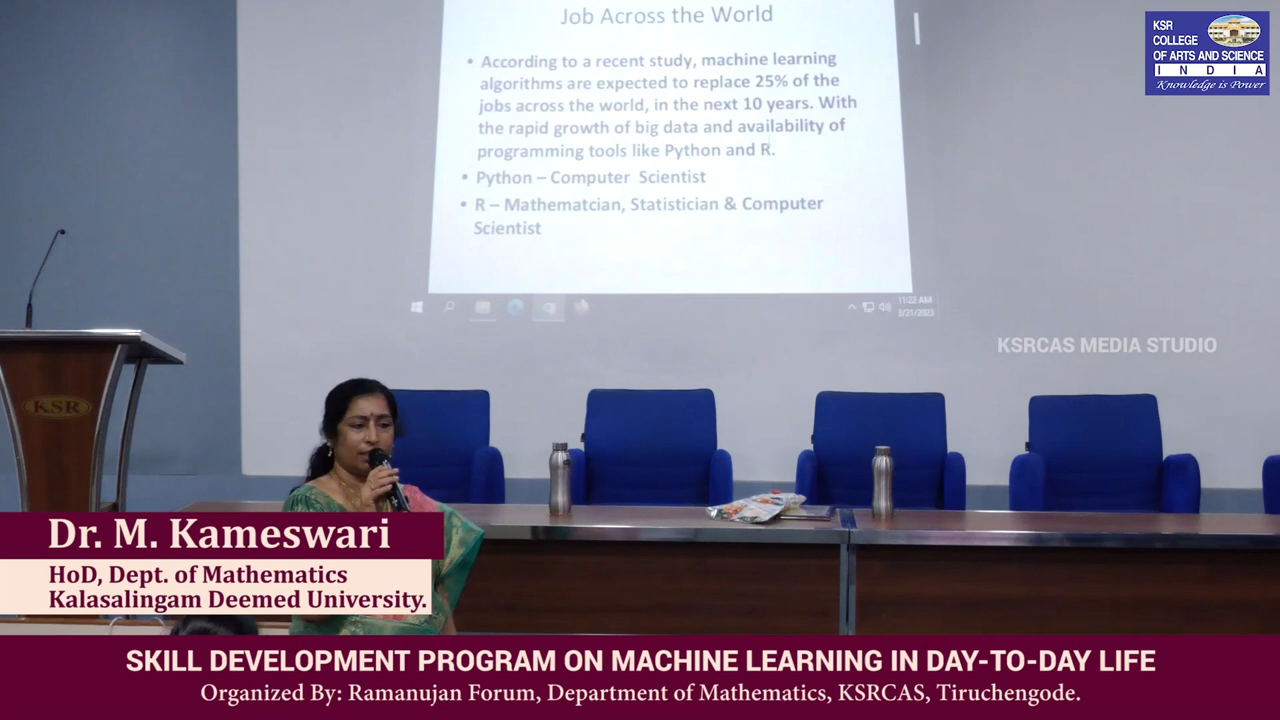 Job Across the World
• According to a recent study, machine learning
algorithms are expected to replace 25% of the
jobs across the world, in the next 10 years. With
the rapid growth of big data and availability of
programming tools like Python and R.
• Python – Computer Scientist
• R – Mathematcian, Statistician & Computer
Scientist
11:22 AM
3/21/2023
KSR
COLLEGE
OF ARTS AND SCIENCE
INDIA
Knowledge is Power
KSRCAS MEDIA STUDIO
KSR
Dr. M. Kameswari
HoD, Dept. of Mathematics
Kalasalingam Deemed University.
SKILL DEVELOPMENT PROGRAM ON MACHINE LEARNING IN DAY-TO-DAY LIFE
Organized By: Ramanujan Forum, Department of Mathematics, KSRCAS, Tiruchengode.